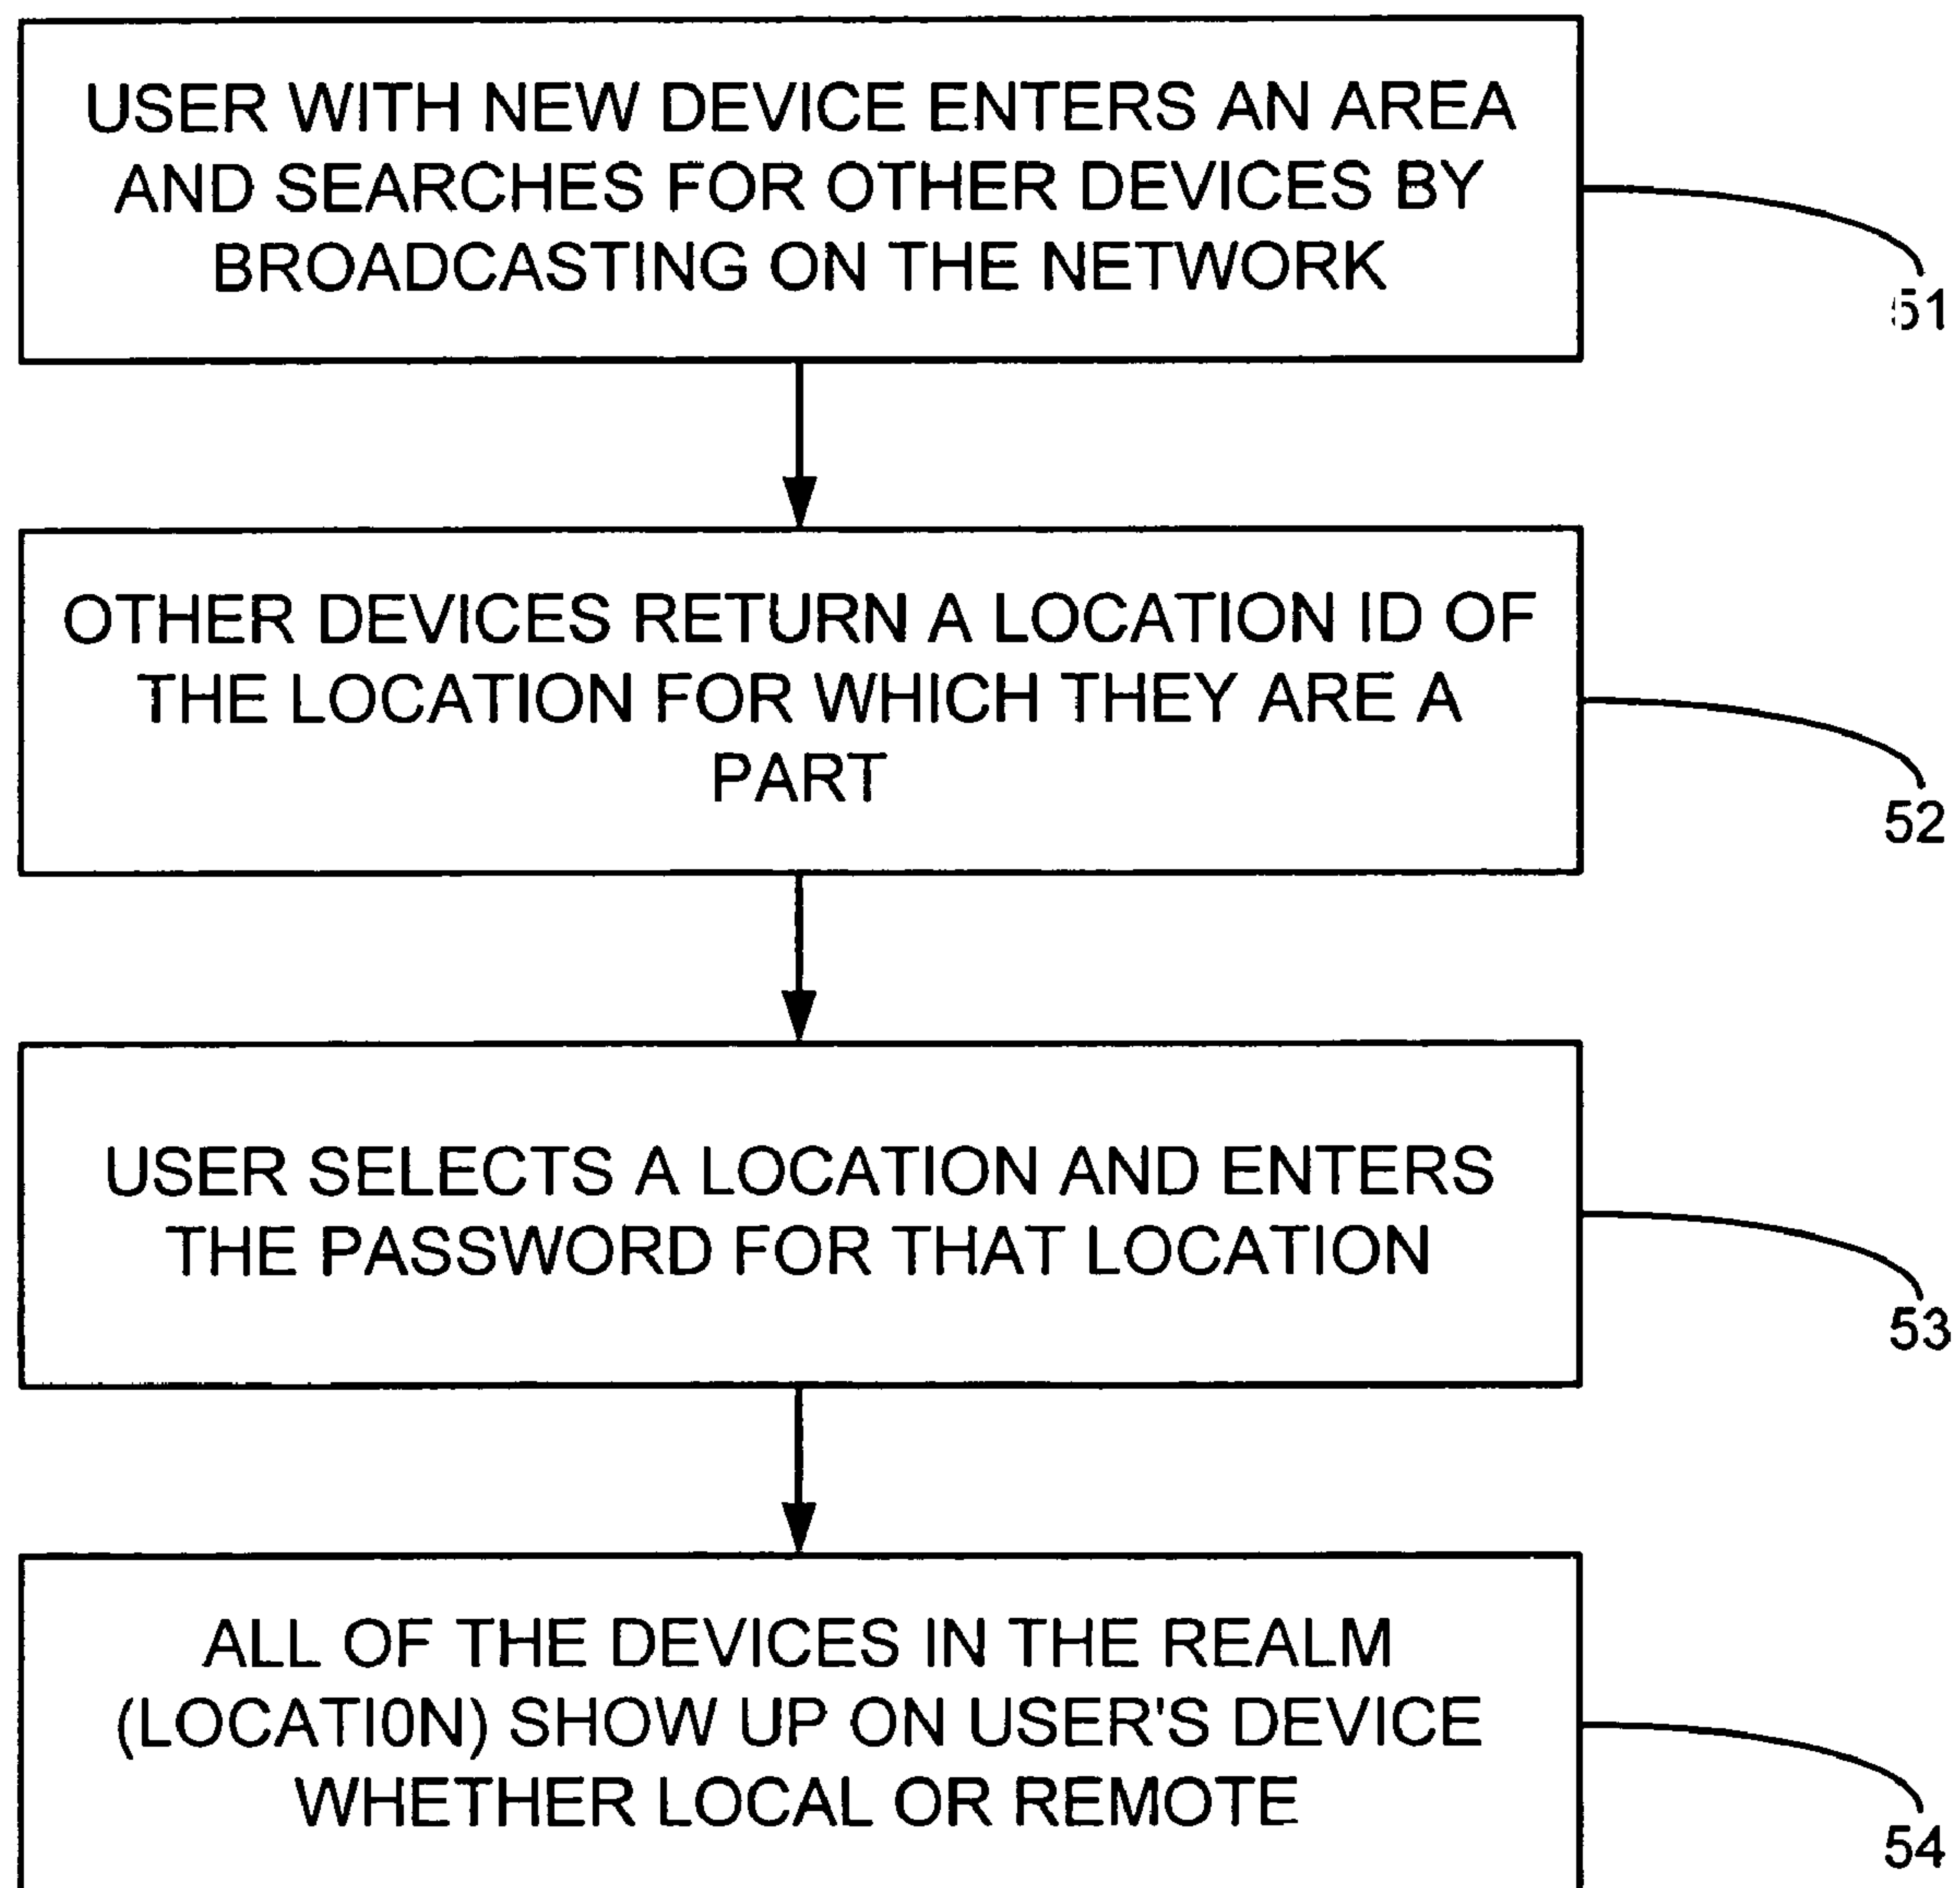 USER WITH NEW DEVICE ENTERS AN AREA
AND SEARCHES FOR OTHER DEVICES BY
BROADCASTING ON THE NETWORK
51
OTHER DEVICES RETURN A LOCATION ID OF
THE LOCATION FOR WHICH THEY ARE A
PART
52
USER SELECTS A LOCATION AND ENTERS
THE PASSWORD FOR THAT LOCATION
53
ALL OF THE DEVICES IN THE REALM
(LOCATION) SHOW UP ON USER'S DEVICE
WHETHER LOCAL OR REMOTE
54